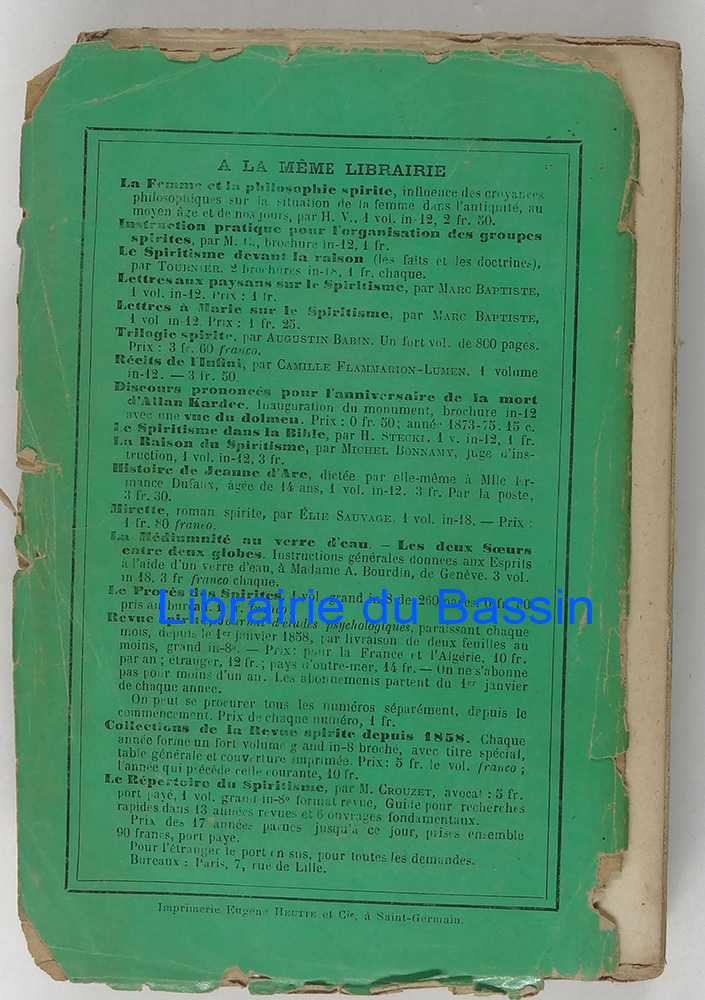 A LA MÊME LIBRAIRIE
La Femme et la philosophie spirite, influence des croyances
philosophiques sur la situation de la femme dans l'antiquité, au
moyen âge et de nos jours, par H. V., 1 vol. in-12, 2 fr. 50.
Instruction pratique pour l'organisation des groupes
spirites, par M. C., brochure in-12, 1 fr.
Le Spiritisme devant la raison (les faits et les doctrines),
par TOURNIER. 2 brochures in-18, 1 fr. chaque.
Lettres aux paysans sur le Spiritisme, par MARC BAPTISTE,
1 vol. in-12. Prix : 1 fr.
Lettres à Marie sur le Spiritisme, par MARC BAPTISTE,
1 vol in-12. Prix : 1 fr. 25.
Trilogie spirite, par AUGUSTIN BABIN. Un fort vol. de 800 pages.
Prix : 3 fr. 60 franco.
Récits de l'Infini, par CAMILLE FLAMMARION-LUMEN. 1 volume
in-12. — 3 fr. 50.
Discours prononcés pour l'anniversaire de la mort
d'Allan Kardec. Inauguration du monument, brochure in-12
avec une vue du dolmen. Prix : 0 fr. 50; année 1873-75. 15 c.
Le Spiritisme dans la Bible, par H. STECKI. 1 v. in-12, 1 fr.
La Raison du Spiritisme, par MICHEL BONNAMY, juge d'ins-
truction, 1 vol. in-12, 3 fr.
Histoire de Jeanne d'Arc, dictée par elle-même à Mlle Er-
mance Dufaux, âgée de 14 ans, 1 vol. in-12. 3 fr. Par la poste,
3 fr. 30.
Mirette, roman spirite, par ÉLIE SAUVAGE. 1 vol. in-18. — Prix :
1 fr. 80 franco.
La Médiumnité au verre d'eau. — Les deux Sœurs
entre deux globes. Instructions générales données aux Esprits
à l'aide d'un verre d'eau, à Madame A. Bourdin, de Genève. 3 vol.
in 18. 3 fr franco chaque.
Le Procès des Spirites, 1 vol. grand in-8 de 260 pages
pris au bureau.
Librairie du Bassin
Revue Journal d'études psychologiques, paraissant chaque
mois, depuis le 1er janvier 1858, par livraison de deux feuilles au
moins, grand in-8°. — Prix: pour la France et l'Algérie, 10 fr.
par an ; étranger, 12 fr. ; pays d'outre-mer, 14 fr. — On ne s'abonne
pas pour moins d'un an. Les abonnements partent du 1er janvier
de chaque année.
On peut se procurer tous les numéros séparément, depuis le
commencement. Prix de chaque numéro, 1 fr.
Collections de la Revue spirite depuis 1858. Chaque
année forme un fort volume g and in-8 broché, avec titre spécial,
table générale et couverture imprimée. Prix: 5 fr. le vol. franco ;
l'année qui précède celle courante, 10 fr.
Le Répertoire du Spiritisme, par M. CROUZET, avocat : 5 fr.
port payé, 1 vol. grand in-8° format revue, Guide pour recherches
rapides dans 13 années revues et 6 ouvrages fondamentaux.
Prix des 17 années parues jusqu'à ce jour, prises ensemble
90 francs, port payé.
Pour l'étranger le port en sus, pour toutes les demandes.
Bureaux : Paris, 7, rue de Lille.
Imprimerie Eugène HEUTTE et Cie, à Saint-Germain.